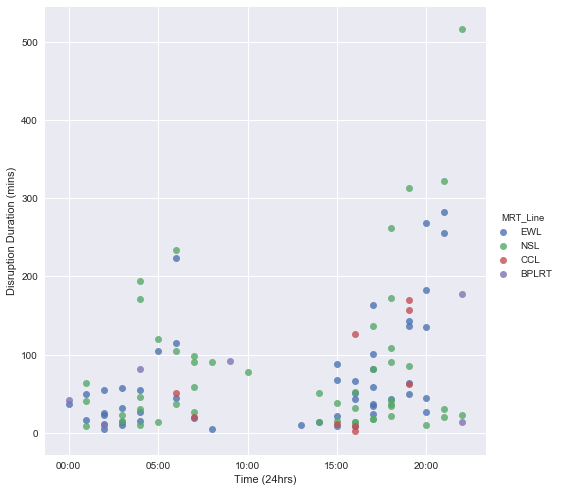 500
400
300
200
100
0
Disruption Duration (mins)
00:00 05:00 10:00 15:00 20:00
Time (24hrs)
MRT_Line
EWL
NSL
CCL
BPLRT